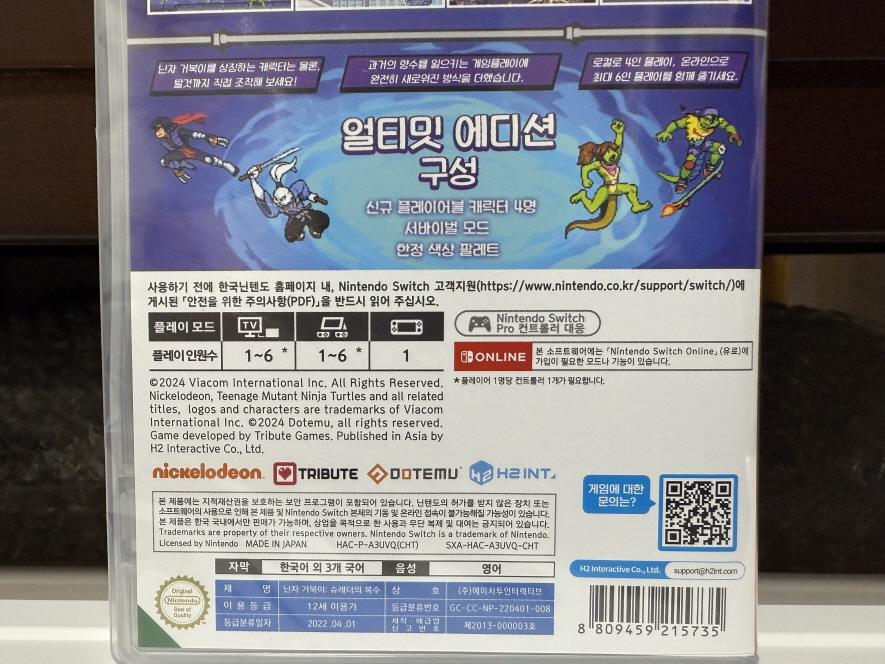 닌자 거북이를 상징하는 캐릭터는 물론,
탈것까지 직접 조작해 보세요!
과거의 향수를 일으키는 게임플레이에
완전히 새로워진 방식을 더했습니다.
로컬로 4인 플레이, 온라인으로
최대 6인 플레이를 함께 즐기세요.
얼티밋 에디션
구성
신규 플레이어블 캐릭터 4명
서바이벌 모드
한정 색상 팔레트
사용하기 전에 한국닌텐도 홈페이지 내, Nintendo Switch 고객지원(https://www.nintendo.co.kr/support/switch/)에
게시된 「안전을 위한 주의사항(PDF)」을 반드시 읽어 주십시오.
플레이 모드 TV
플레이 인원수 1~6 * 1~6 * 1
Nintendo Switch
Pro 컨트롤러 대응
ONLINE
본 소프트웨어에는 「Nintendo Switch Online」(유료)에
가입이 필요한 모드나 기능이 있습니다.
* 플레이어 1명당 컨트롤러 1개가 필요합니다.
©2024 Viacom International Inc. All Rights Reserved.
Nickelodeon, Teenage Mutant Ninja Turtles and all related
titles, logos and characters are trademarks of Viacom
International Inc. ©2024 Dotemu, all rights reserved.
Game developed by Tribute Games. Published in Asia by
H2 Interactive Co., Ltd.
nickelodeon TRIBUTE DOTEMU H2 INT.
본 제품에는 지적재산권을 보호하는 보안 프로그램이 포함되어 있습니다. 닌텐도의 허가를 받지 않은 장치 또는
소프트웨어의 사용으로 인해 본 제품 및 Nintendo Switch 본체의 기동 및 온라인 접속이 불가능해질 가능성이 있습니다.
본 제품은 한국 국내에서만 판매가 가능하며, 상업을 목적으로 한 사용과 무단 복제 및 대여는 금지되어 있습니다.
Trademarks are property of their respective owners. Nintendo Switch is a trademark of Nintendo.
Licensed by Nintendo MADE IN JAPAN HAC-P-A3UVQ(CHT) SXA-HAC-A3UVQ-CHT
게임에 대한
문의는?
H2 Interactive Co., Ltd. support@h2int.com
자막 한국어 외 3개 국어 음성 영어
제 명 닌자 거북이: 슈레더의 복수 상 호 (주)에이치투인터랙티브
이용등급 12세 이용가 등급분류번호 GC-CC-NP-220401-008
등급분류일자 2022.04.01 제작·배급업 신고번호 제2013-000003호
Original
Nintendo
Seal of
Quality
8 809459 215735